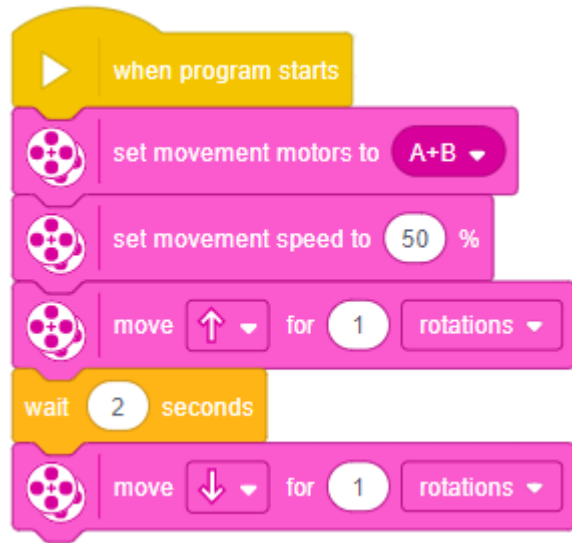 when program starts
set movement motors to A+B
set movement speed to 50 %
move for 1 rotations
wait 2 seconds
move for 1 rotations